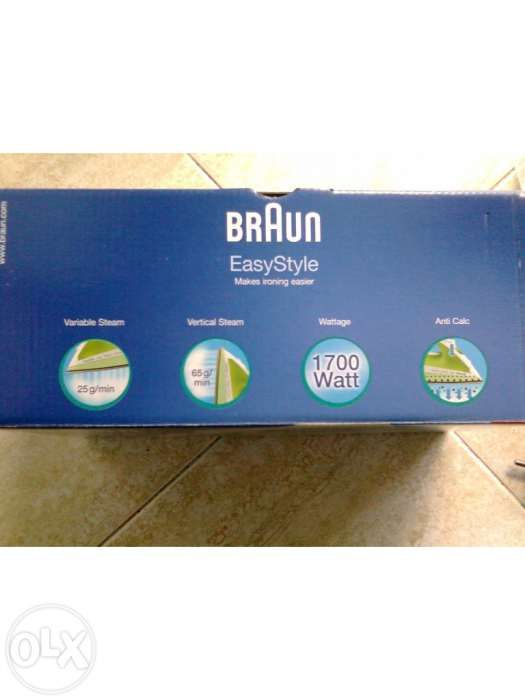 www.braun.com
BRAUN
EasyStyle
Makes ironing easier
Variable Steam
Vertical Steam
Wattage
Anti Calc
25 g/min
65 g/
min
1700
Watt
OLX